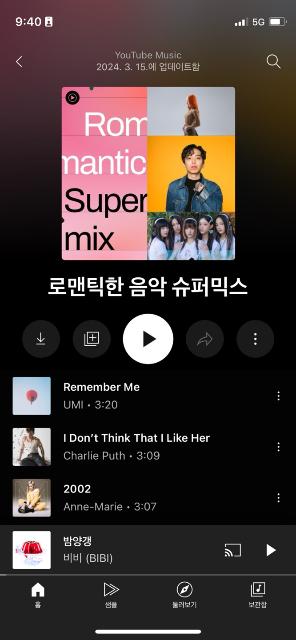 9:40
5G
YouTube Music
2024. 3. 15.에 업데이트함
Rom
mantic
Super
mix
로맨틱한 음악 슈퍼믹스
Remember Me
UMI • 3:20
I Don't Think That I Like Her
Charlie Puth • 3:09
2002
Anne-Marie • 3:07
밤양갱
비비 (BIBI)
홈
샘플
둘러보기
보관함